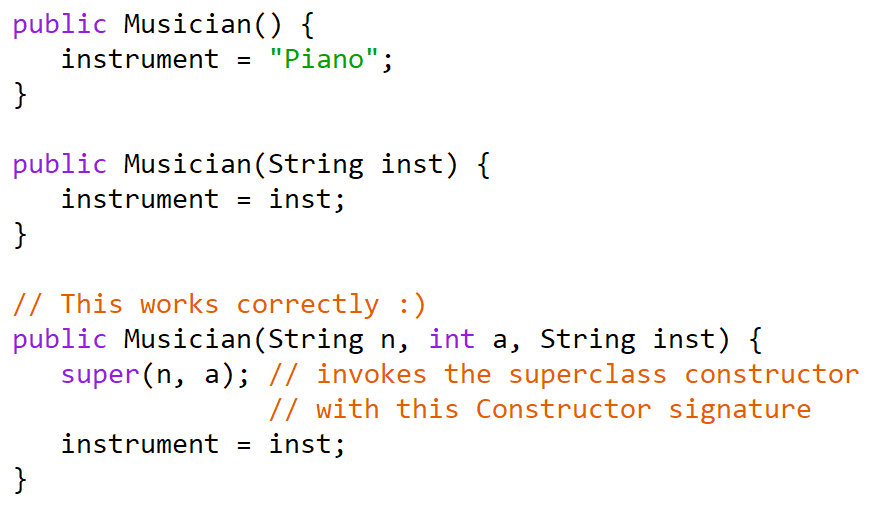 public Musician() {
   instrument = "Piano";
}

public Musician(String inst) {
   instrument = inst;
}

// This works correctly :)
public Musician(String n, int a, String inst) {
   super(n, a); // invokes the superclass constructor
                // with this Constructor signature
   instrument = inst;
}